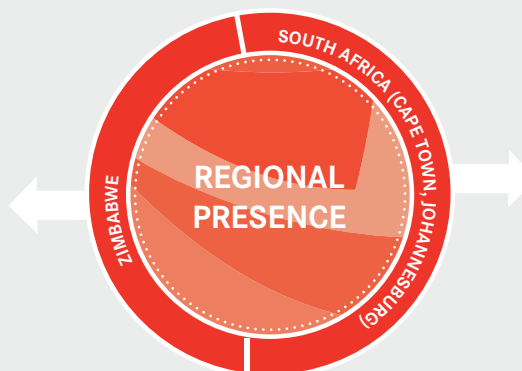 REGIONAL
PRESENCE
SOUTH AFRICA (CAPE TOWN, JOHANNESBURG)
ZIMBABWE